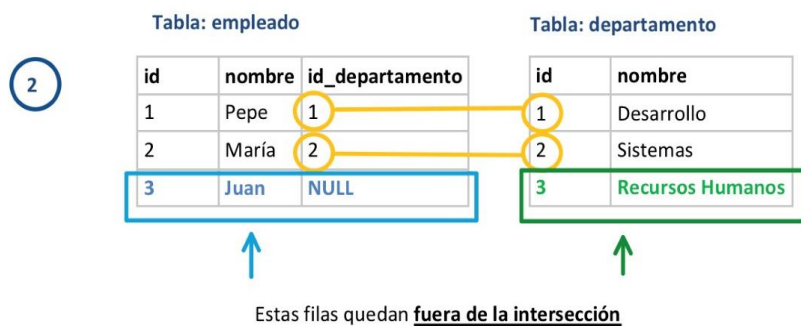 Tabla: empleado Tabla: departamento
2
id nombre id_departamento id nombre
1 Pepe 1 1 Desarrollo
2 María 2 2 Sistemas
3 Juan NULL 3 Recursos Humanos
Estas filas quedan fuera de la intersección